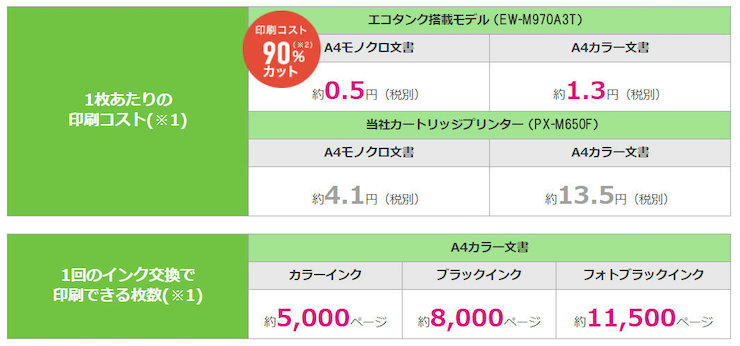 エコタンク搭載モデル（EW-M970A3T）
印刷コスト
(※2)
90%
カット
A4モノクロ文書
A4カラー文書
約0.5円（税別）
約1.3円（税別）
1枚あたりの
印刷コスト(※1)
当社カートリッジプリンター（PX-M650F）
A4モノクロ文書
A4カラー文書
約4.1円（税別）
約13.5円（税別）
1回のインク交換で
印刷できる枚数(※1)
A4カラー文書
カラーインク
ブラックインク
フォトブラックインク
約5,000ページ
約8,000ページ
約11,500ページ